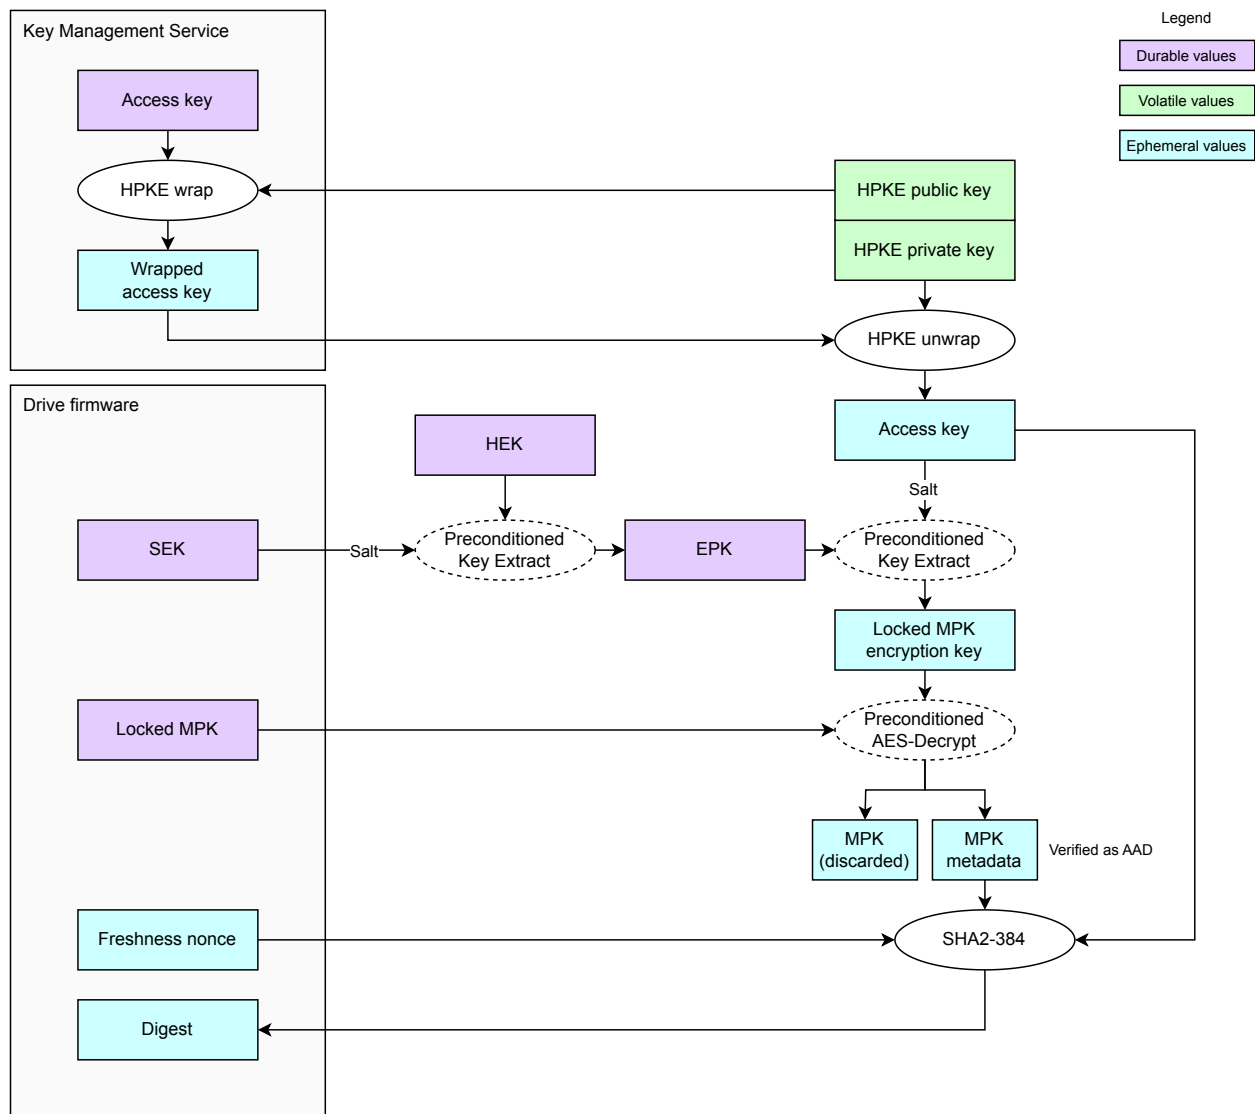 Legend
Key Management Service
Durable values
Access key
Volatile values
Ephemeral values
HPKE wrap
HPKE public key
HPKE private key
Wrapped
access key
HPKE unwrap
Drive firmware
Access key
HEK
Salt
SEK
Salt
Preconditioned
Key Extract
EPK
Preconditioned
Key Extract
Locked MPK
encryption key
Locked MPK
Preconditioned
AES-Decrypt
MPK
(discarded)
MPK
metadata
Verified as AAD
Freshness nonce
SHA2-384
Digest